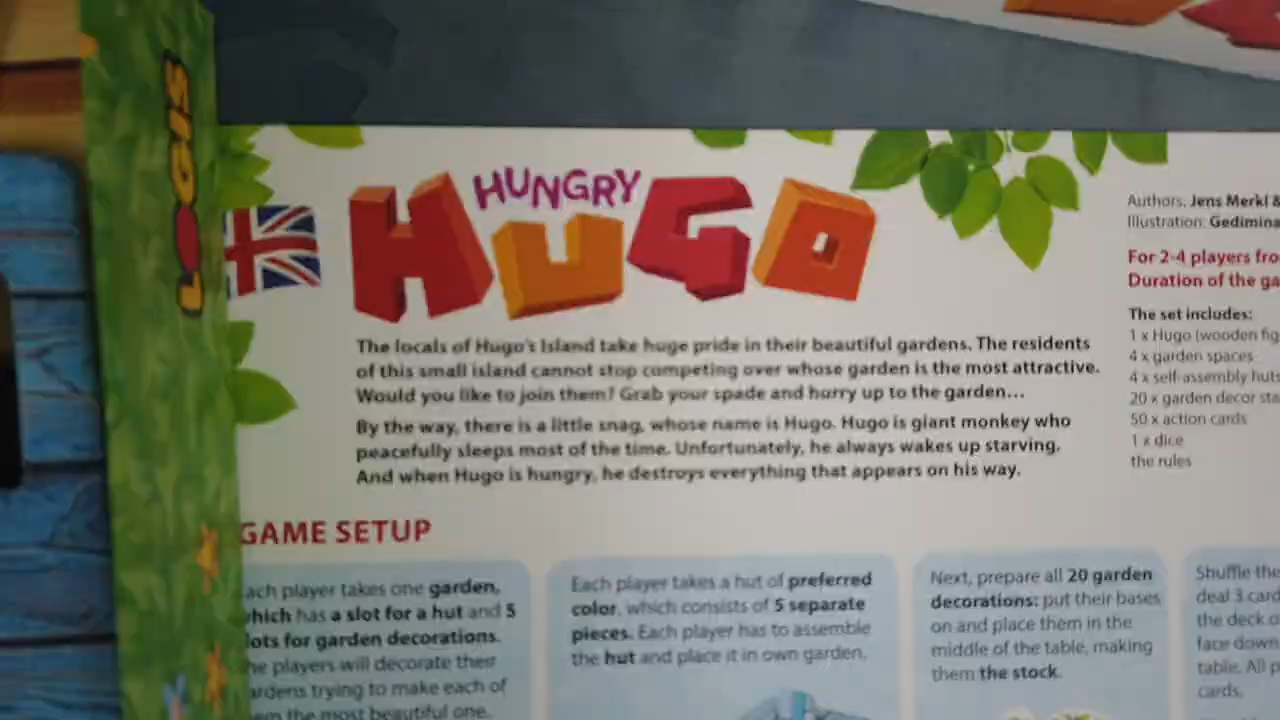 LOGIS
HUNGRY
HUGO
The locals of Hugo's Island take huge pride in their beautiful gardens. The residents
of this small island cannot stop competing over whose garden is the most attractive.
Would you like to join them? Grab your spade and hurry up to the garden...
By the way, there is a little snag, whose name is Hugo. Hugo is giant monkey who
peacefully sleeps most of the time. Unfortunately, he always wakes up starving.
And when Hugo is hungry, he destroys everything that appears on his way.
Authors: Jens Merkl &
Illustration: Gedimina
For 2-4 players fro
Duration of the ga
The set includes:
1 x Hugo (wooden fig
4 x garden spaces
4 x self-assembly huts
20 x garden decor sta
50 x action cards
1 x dice
the rules
GAME SETUP
ach player takes one garden,
which has a slot for a hut and 5
lots for garden decorations.
he players will decorate their
ardens trying to make each of
em the most beautiful one.
Each player takes a hut of preferred
color, which consists of 5 separate
pieces. Each player has to assemble
the hut and place it in own garden.
Next, prepare all 20 garden
decorations: put their bases
on and place them in the
middle of the table, making
them the stock.
Shuffle the
deal 3 card
the deck o
face down
table. All p
cards.